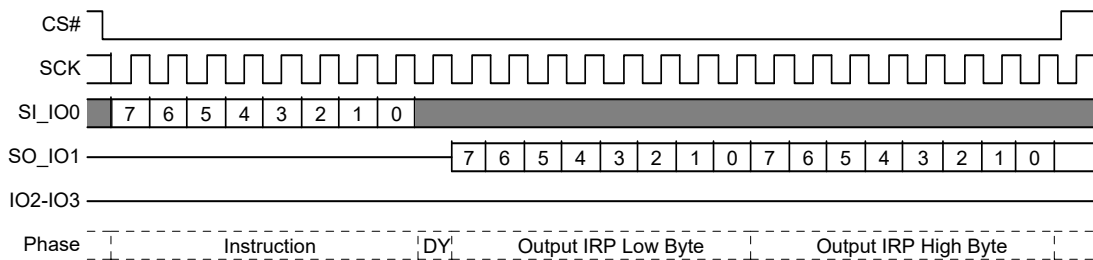 CS#
SCK
SI_IO0 7 6 5 4 3 2 1 0
SO_IO1 7 6 5 4 3 2 1 0 7 6 5 4 3 2 1 0
IO2-IO3
Phase Instruction DY Output IRP Low Byte Output IRP High Byte